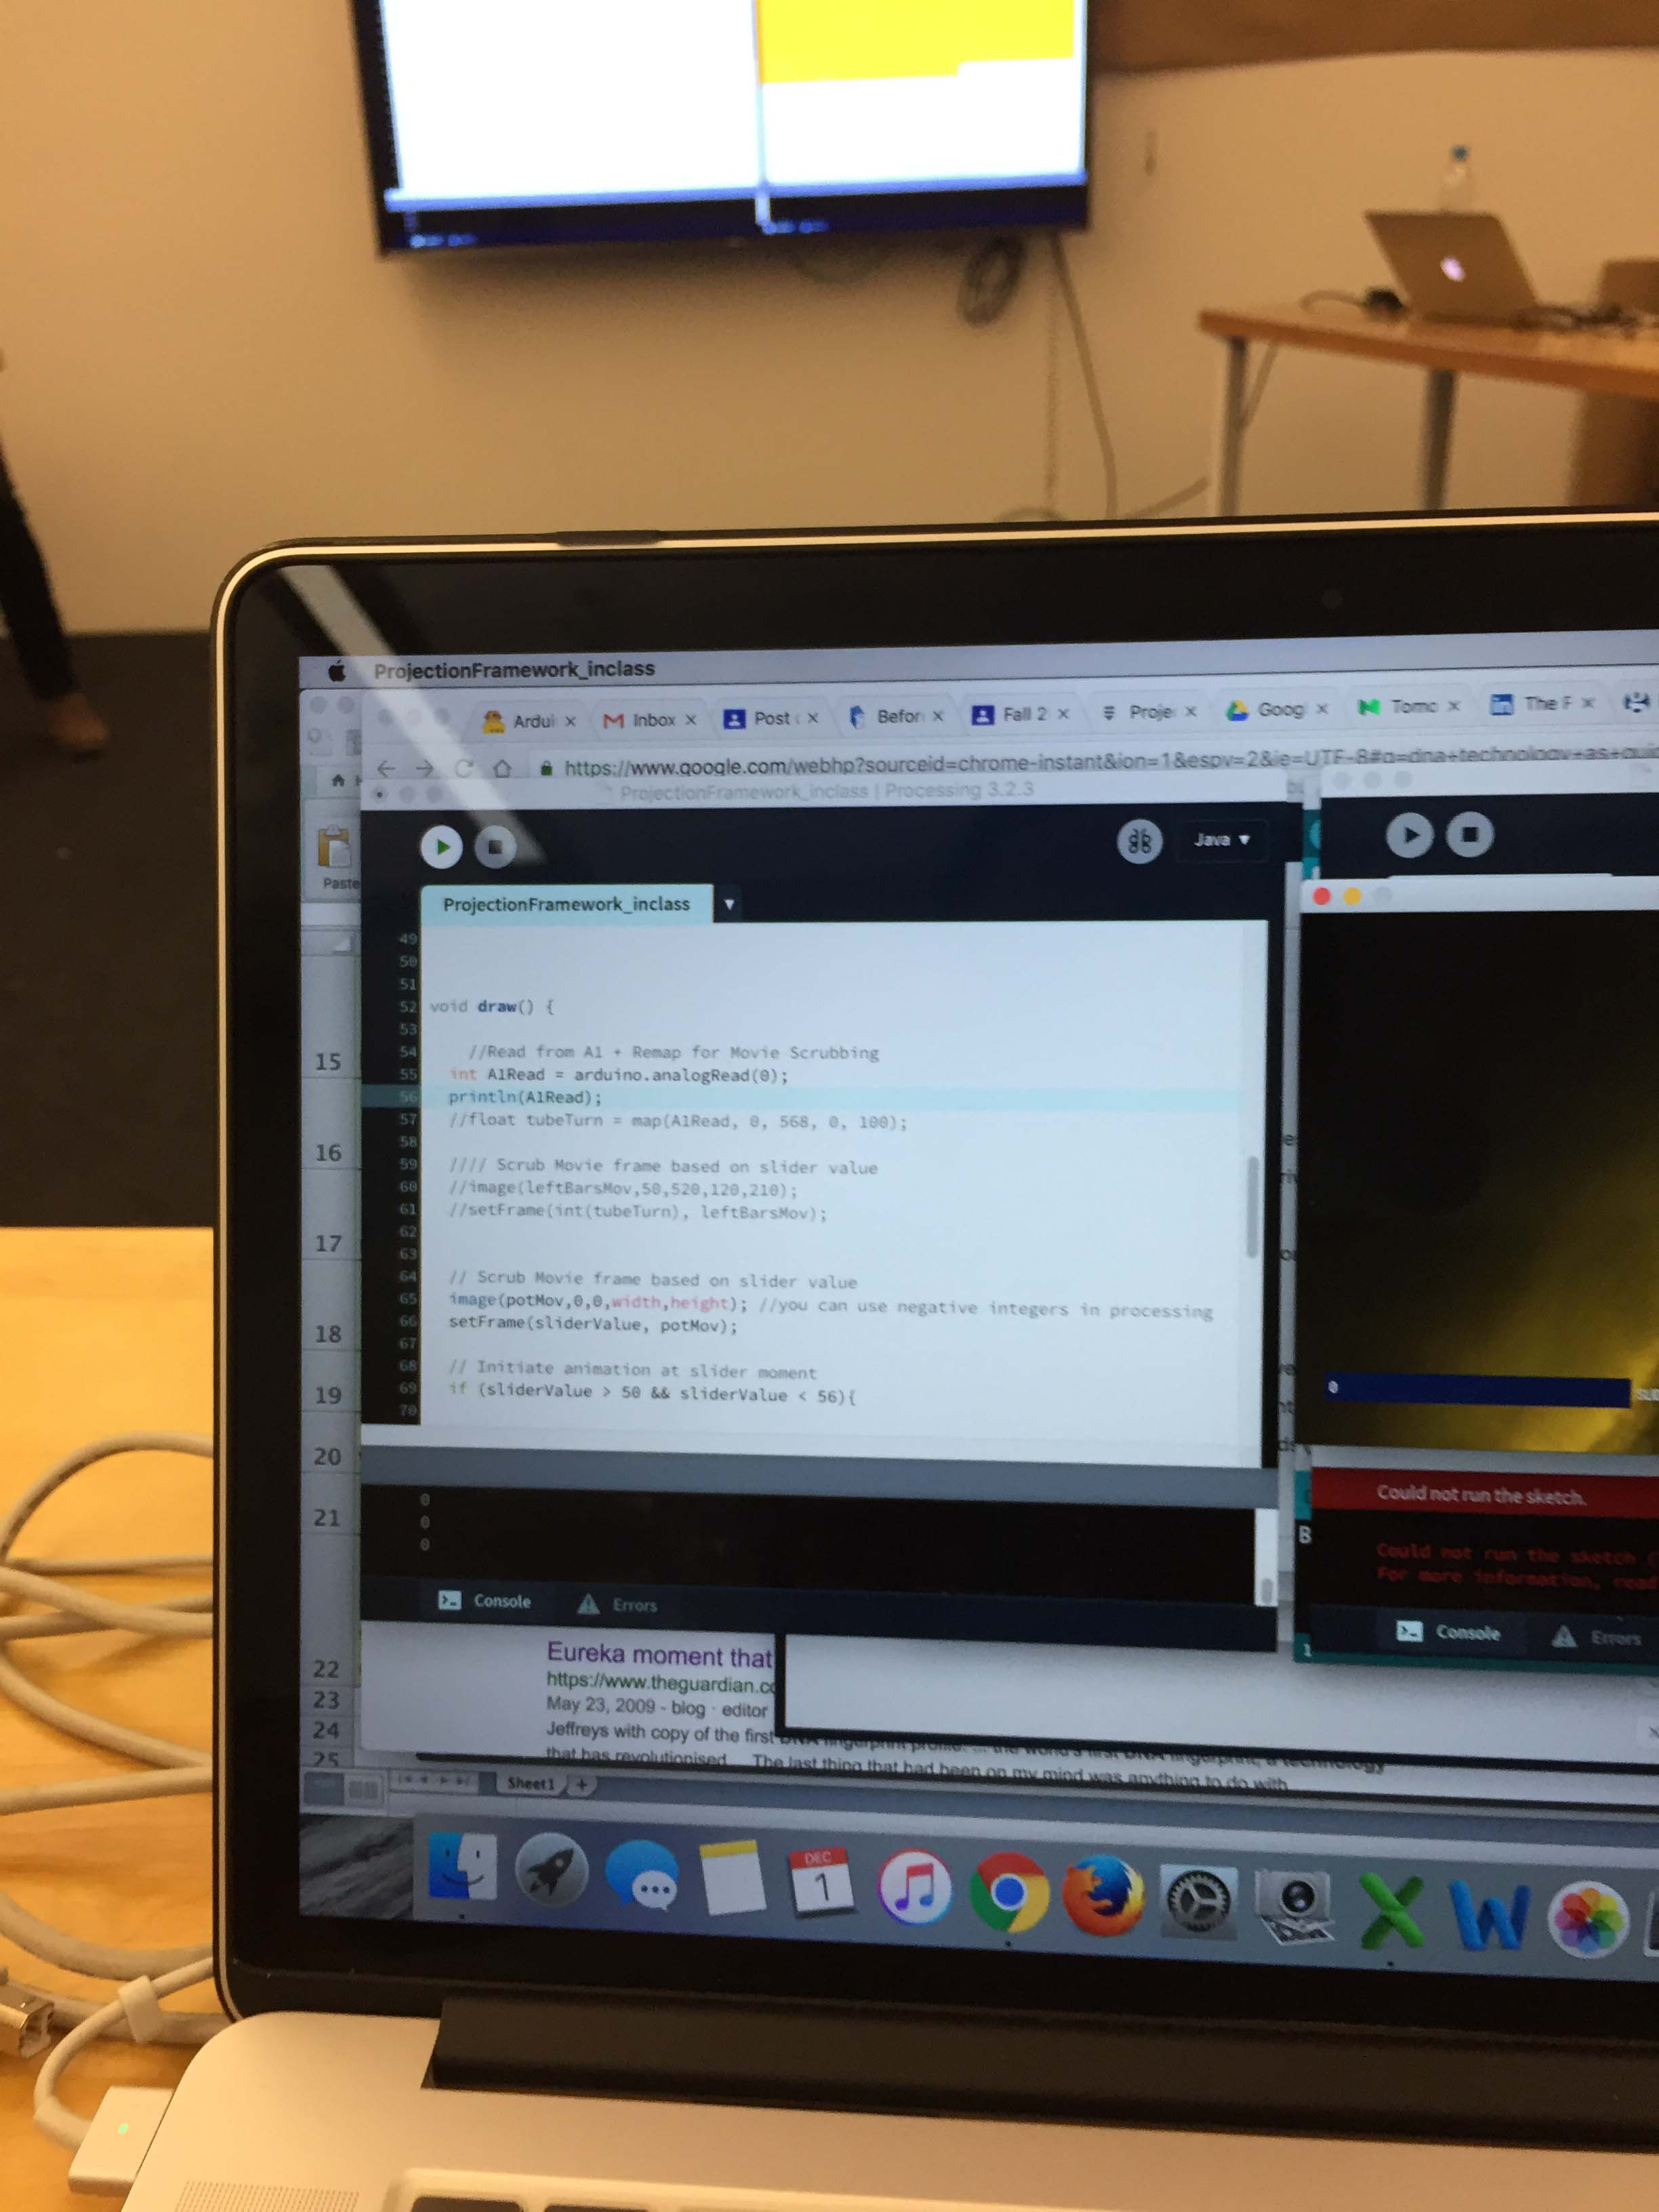 ProjectionFramework_inclass
Ardui
Inbox
Post
Befor
Fall 2
Proje
Goog
Tomo
The F
https://www.google.com/webhp?sourceid=chrome-instant&ion=1&espv=2&ie=UTF-8#q=dna+technology+as+
ProjectionFramework_inclass | Processing 3.2.3
Paste
Java
ProjectionFramework_inclass
49
50
51
52 void draw() {
53
54 //Read from A1 + Remap for Movie Scrubbing
55 int A1Read = arduino.analogRead(0);
56 println(A1Read);
57 //float tubeTurn = map(A1Read, 0, 568, 0, 100);
58
59 //// Scrub Movie frame based on slider value
60 //image(leftBarsMov,50,520,120,210);
61 //setFrame(int(tubeTurn), leftBarsMov);
62
63
64 // Scrub Movie frame based on slider value
65 image(potMov,0,0,width,height); //you can use negative integers in processing
66 setFrame(sliderValue, potMov);
67
68 // Initiate animation at slider moment
69 if (sliderValue > 50 && sliderValue < 56){
70
0
0
0
Console
Errors
15
16
17
18
19
20
21
22
23
24
25
0
Could not run the sketch.
Could not run the sketch
For more information, read
Console
Errors
B
1
Eureka moment that
https://www.theguardian.co
May 23, 2009 - blog · editor
Jeffreys with copy of the first DNA fingerprint profile. ... the world's first DNA fingerprint, a technology
that has revolutionised ... The last thing that had been on my mind was anything to do with
Sheet1
DEC
1